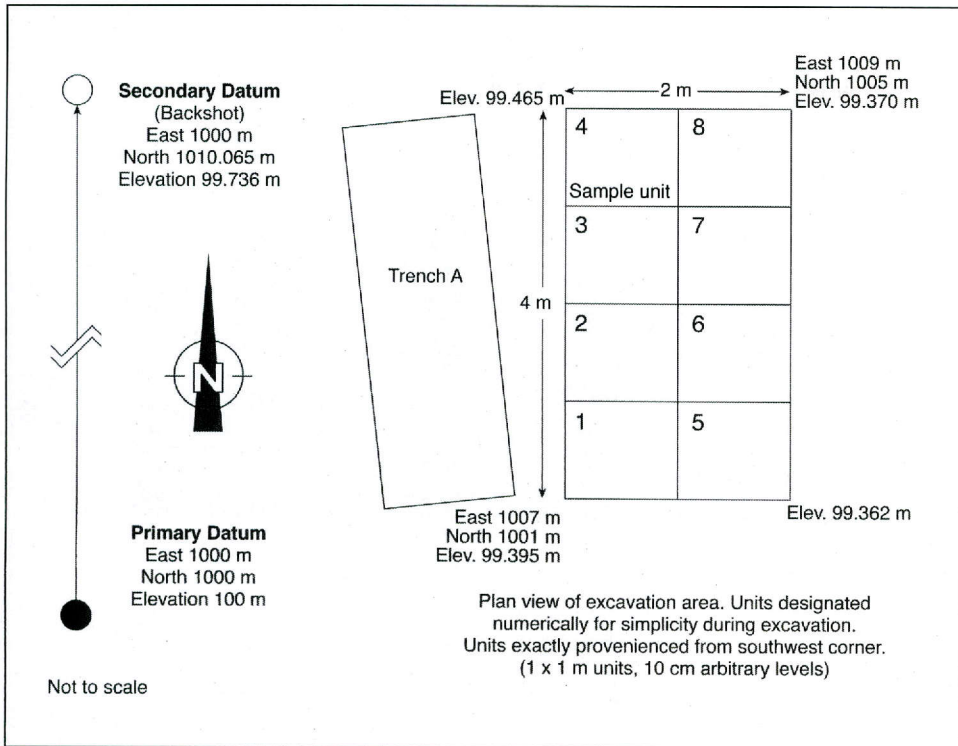 Secondary Datum
(Backshot)
East 1000 m
North 1010.065 m
Elevation 99.736 m
N
Primary Datum
East 1000 m
North 1000 m
Elevation 100 m
Not to scale
Trench A
Elev. 99.465 m
2 m
East 1009 m
North 1005 m
Elev. 99.370 m
4 m
4
8
Sample unit
3
7
2
6
1
5
East 1007 m
North 1001 m
Elev. 99.395 m
Elev. 99.362 m
Plan view of excavation area. Units designated
numerically for simplicity during excavation.
Units exactly provenienced from southwest corner.
(1 x 1 m units, 10 cm arbitrary levels)